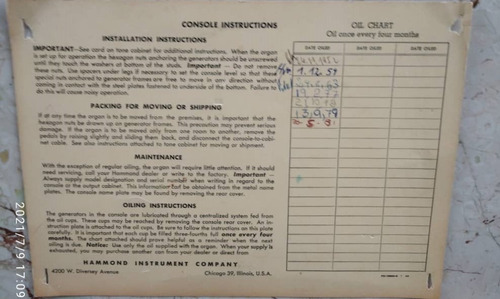 CONSOLE INSTRUCTIONS
INSTALLATION INSTRUCTIONS
IMPORTANT—See card on tone cabinet for additional instructions. When the organ
is set up for operation the hexagon nuts anchoring the generators should be unscrewed
until they touch the washers at bottom of the studs. Important — Do not remove
these nuts. Use spacers under legs if necessary to set the console level so that these
special nuts anchored to generator frames are free to move in any direction without
coming in contact with the steel plates fastened to underside of the bottom. Failure to
do this will cause noisy operation.
PACKING FOR MOVING OR SHIPPING
If at any time the organ is to be moved from the premises, it is important that the
hexagon nuts be drawn up on generator frames. This precaution may prevent serious
damage. If the organ is to be moved only from one room to another, remove the
pedals by raising slightly and sliding them back, and disconnect the console-to-cabi-
net cable. See also instructions attached to tone cabinet for moving or shipment.
MAINTENANCE
With the exception of regular oiling, the organ will require little attention. If it should
need servicing, call your Hammond dealer or write to the factory. Important —
Always supply model designation and serial number when writing in regard to the
console or the output cabinet. This information can be obtained from the metal name
plates. The console name plate may be found by removing the rear cover.
OILING INSTRUCTIONS
The generators in the console are lubricated through a centralized system fed from
the oil cups. These cups may be reached by removing the console rear cover. An in-
struction plate is attached to the oil cups. Be sure to follow the instructions on this plate
carefully. It is important that each cup be filled three-fourths full once every four
months. The chart attached should prove helpful as a reminder when the next
oiling is due. Notice: Use only the oil supplied with the organ. When your supply is
exhausted, you may purchase another can from your dealer or direct from
HAMMOND INSTRUMENT COMPANY
4200 W. Diversey Avenue Chicago 39, Illinois, U.S.A.
OIL CHART
Oil once every four months
DATE OILED DATE OILED DATE OILED
1.12.59
13.9.79
2021/7/9 17:09